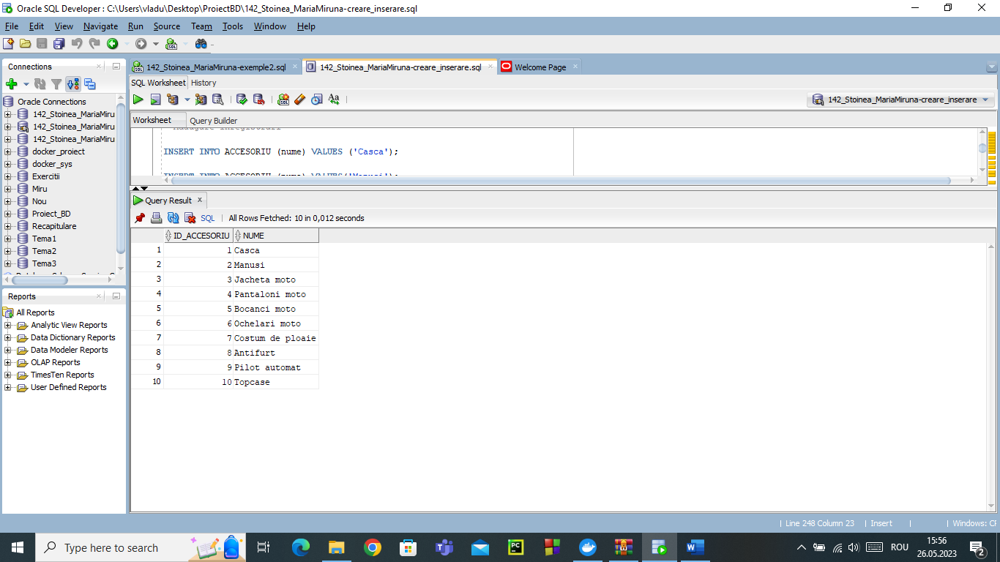 Oracle SQL Developer : C:\Users\vladu\Desktop\ProiectBD\142_Stoinea_MariaMiruna-creare_inserare.sql
File Edit View Navigate Run Source Team Tools Window Help
Connections
Oracle Connections
142_Stoinea_MariaMiru
142_Stoinea_MariaMiru
142_Stoinea_MariaMiru
docker_proiect
docker_sys
Exercitii
Miru
Nou
Proiect_BD
Recapitulare
Tema1
Tema2
Tema3
Reports
All Reports
Analytic View Reports
Data Dictionary Reports
Data Modeler Reports
OLAP Reports
TimesTen Reports
User Defined Reports
142_Stoinea_MariaMiruna-exemple2.sql
142_Stoinea_MariaMiruna-creare_inserare.sql
Welcome Page
SQL Worksheet History
142_Stoinea_MariaMiruna-creare_inserare
Worksheet Query Builder
INSERT INTO ACCESORIU (nume) VALUES ('Casca');
INSERT INTO ACCESORIU (nume) VALUES('Manusi');
Query Result
SQL | All Rows Fetched: 10 in 0,012 seconds
ID_ACCESORIU NUME
1 1 Casca
2 2 Manusi
3 3 Jacheta moto
4 4 Pantaloni moto
5 5 Bocanci moto
6 6 Ochelari moto
7 7 Costum de ploaie
8 8 Antifurt
9 9 Pilot automat
10 10 Topcase
Line 248 Column 23 | Insert | Windows: CF
Type here to search
ROU
15:56
26.05.2023
2